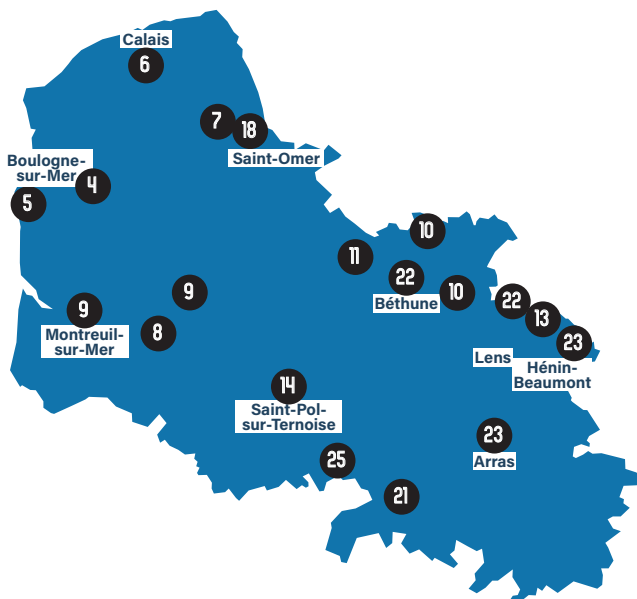 Calais
6
7
18
Saint-Omer
Boulogne-
sur-Mer
4
5
10
11
22
Béthune
10
9
9
Montreuil-
sur-Mer
8
22
13
23
Lens
Hénin-
Beaumont
14
Saint-Pol-
sur-Ternoise
23
Arras
25
21